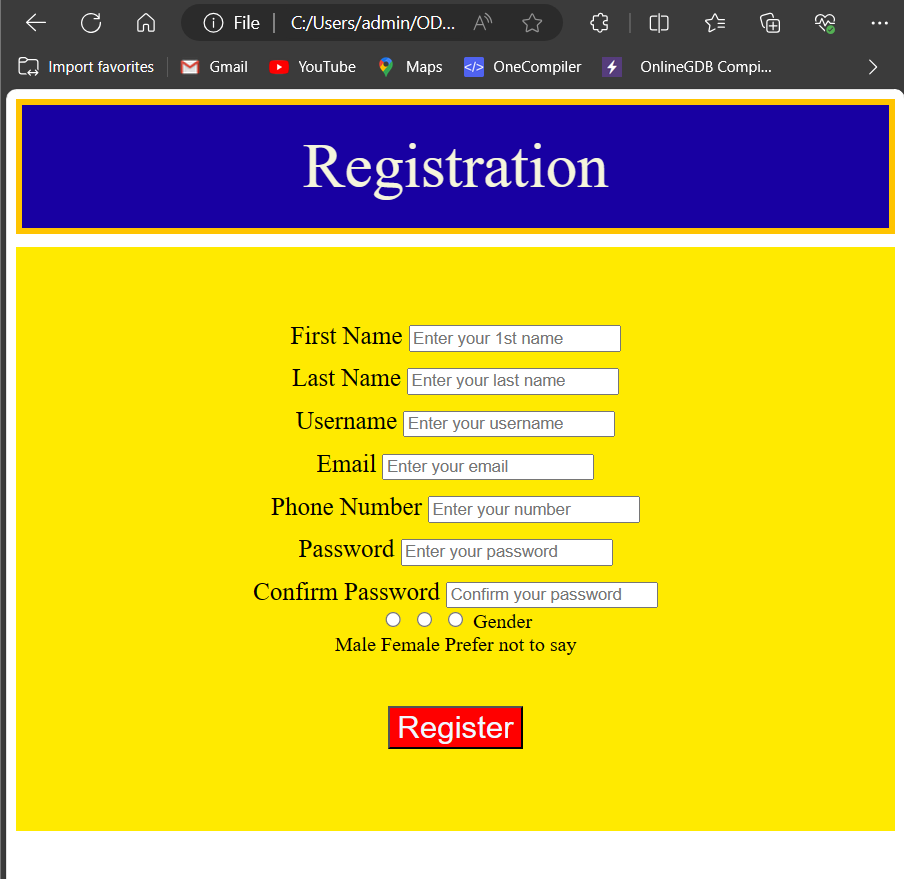 File C:/Users/admin/OD...
Import favorites Gmail YouTube Maps OneCompiler OnlineGDB Compi...
Registration
First Name Enter your 1st name
Last Name Enter your last name
Username Enter your username
Email Enter your email
Phone Number Enter your number
Password Enter your password
Confirm Password Confirm your password
Gender
Male Female Prefer not to say
Register